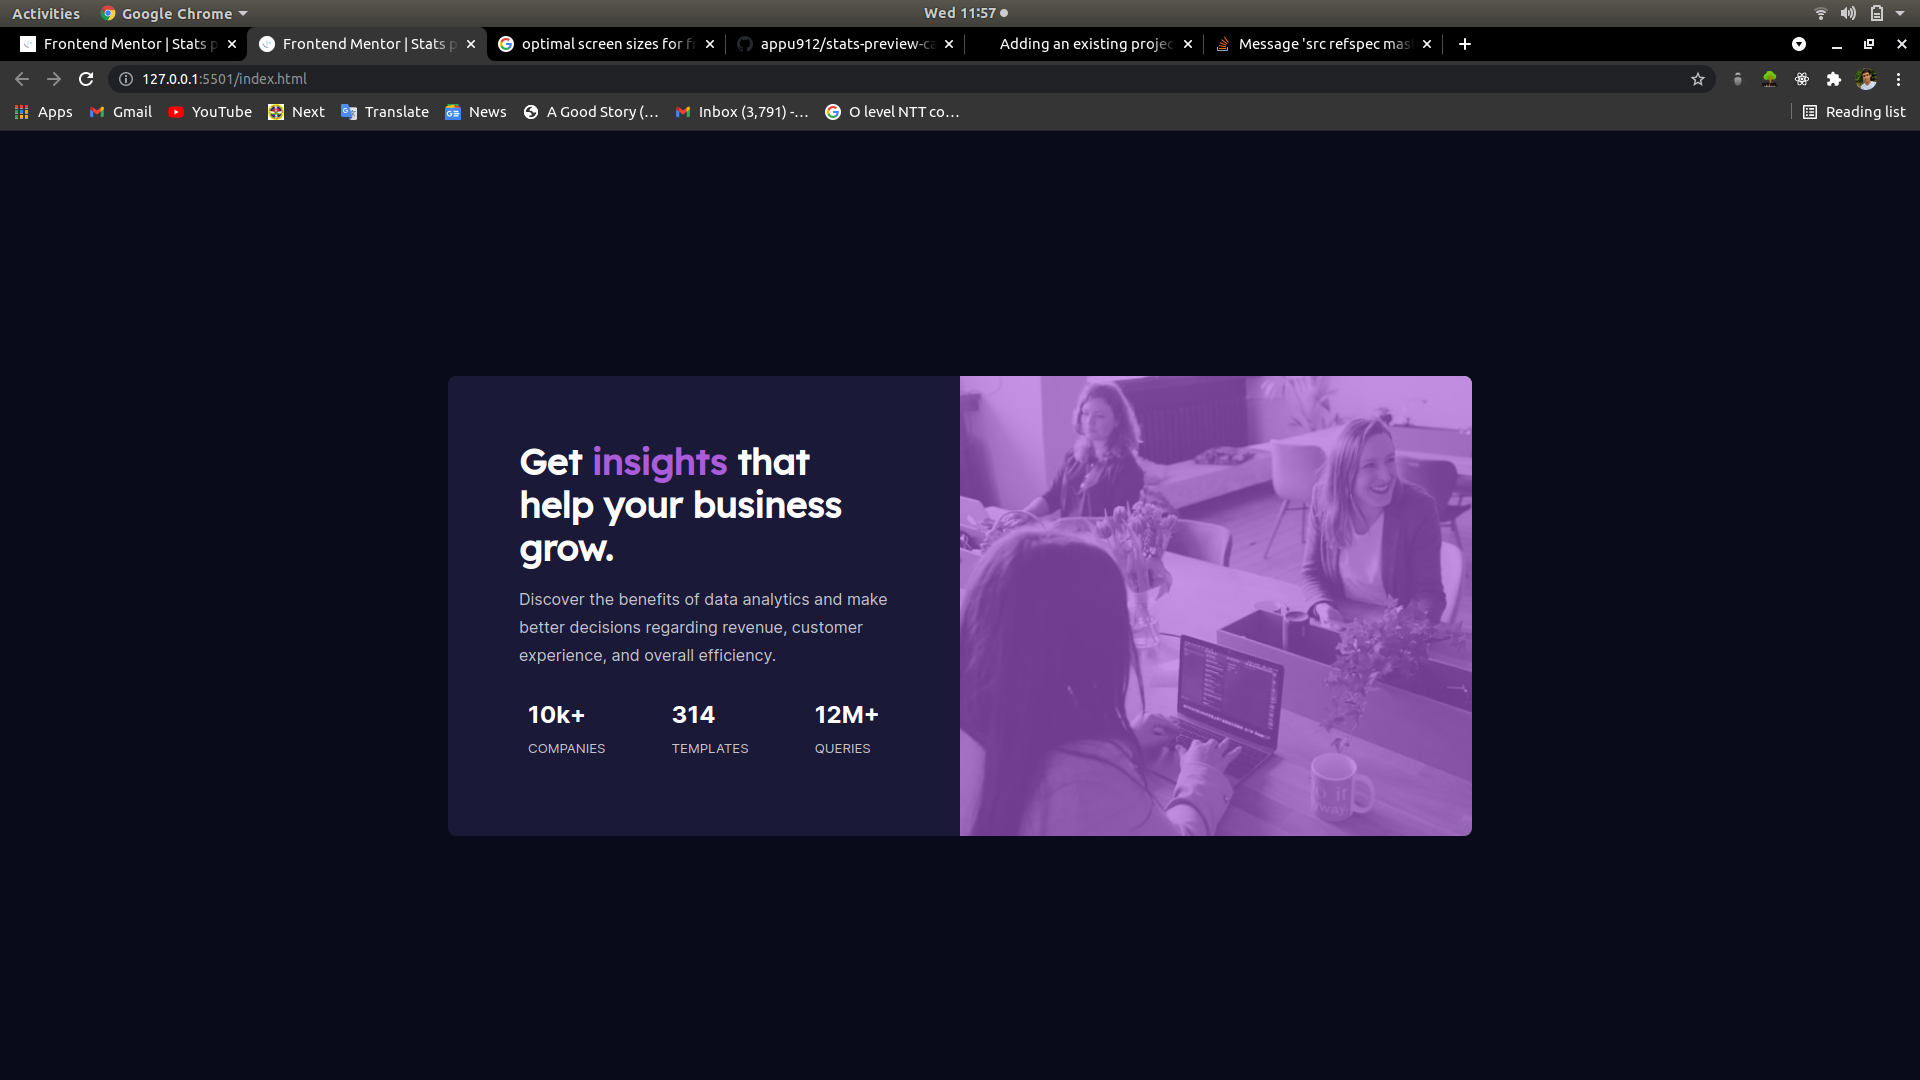 Activities Google Chrome Wed 11:57
Frontend Mentor | Stats p Frontend Mentor | Stats p optimal screen sizes for fr appu912/stats-preview-ca Adding an existing projec Message 'src refspec mas
127.0.0.1:5501/index.html
Apps Gmail YouTube Next Translate News A Good Story (... Inbox (3,791) -... O level NTT co... Reading list
Get insights that
help your business
grow.
Discover the benefits of data analytics and make
better decisions regarding revenue, customer
experience, and overall efficiency.
10k+ 314 12M+
COMPANIES TEMPLATES QUERIES